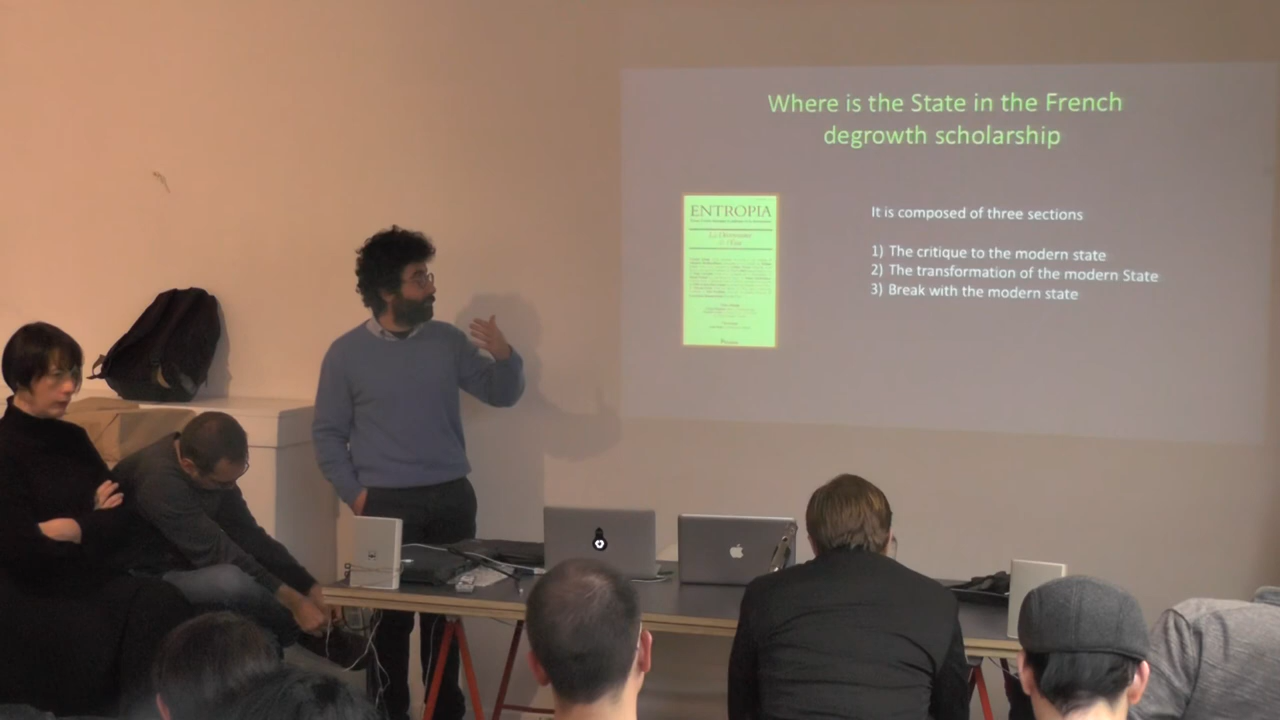 Where is the State in the French
degrowth scholarship
ENTROPIA
It is composed of three sections
1) The critique to the modern state
2) The transformation of the modern State
3) Break with the modern state